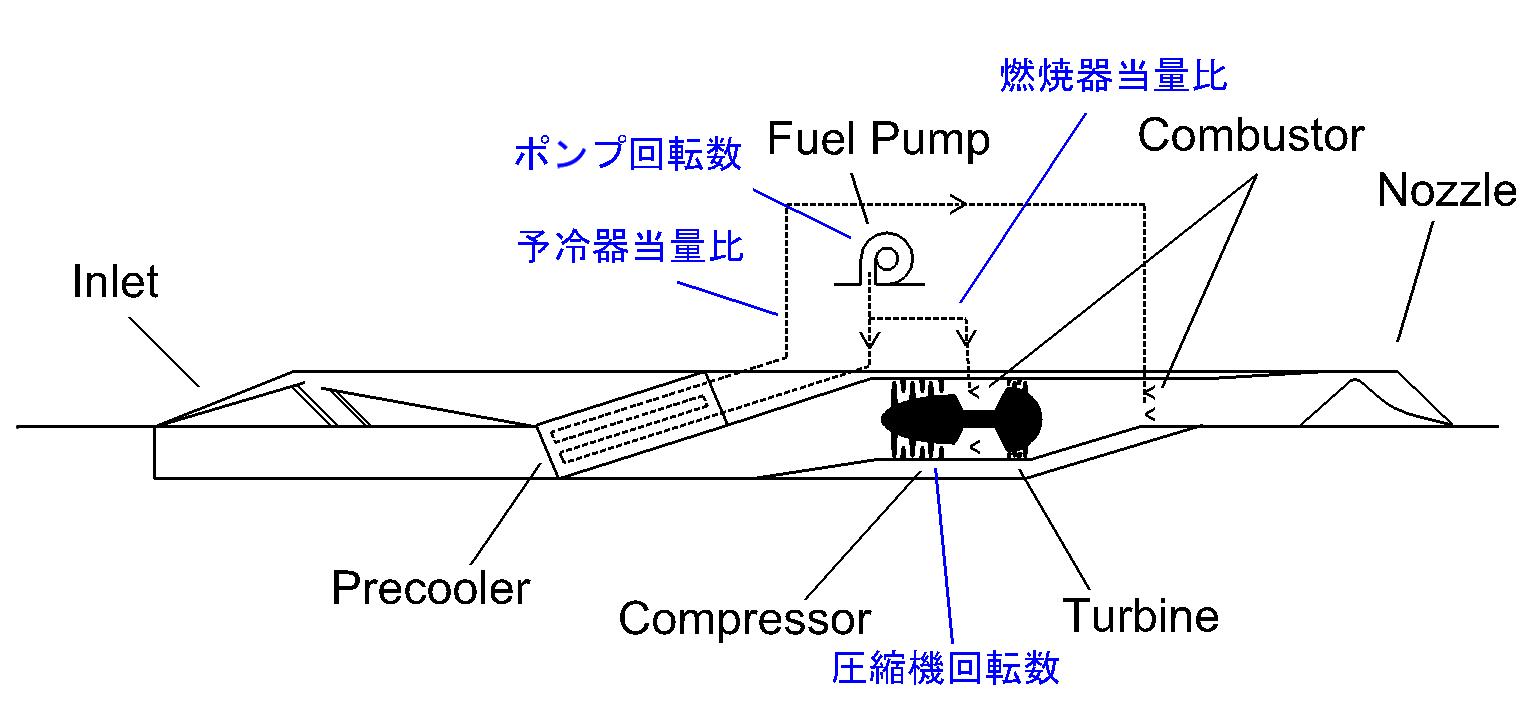 燃焼器当量比
Combustor
Fuel Pump
ポンプ回転数
Nozzle
予冷器当量比
Inlet
Precooler
Compressor
Turbine
圧縮機回転数